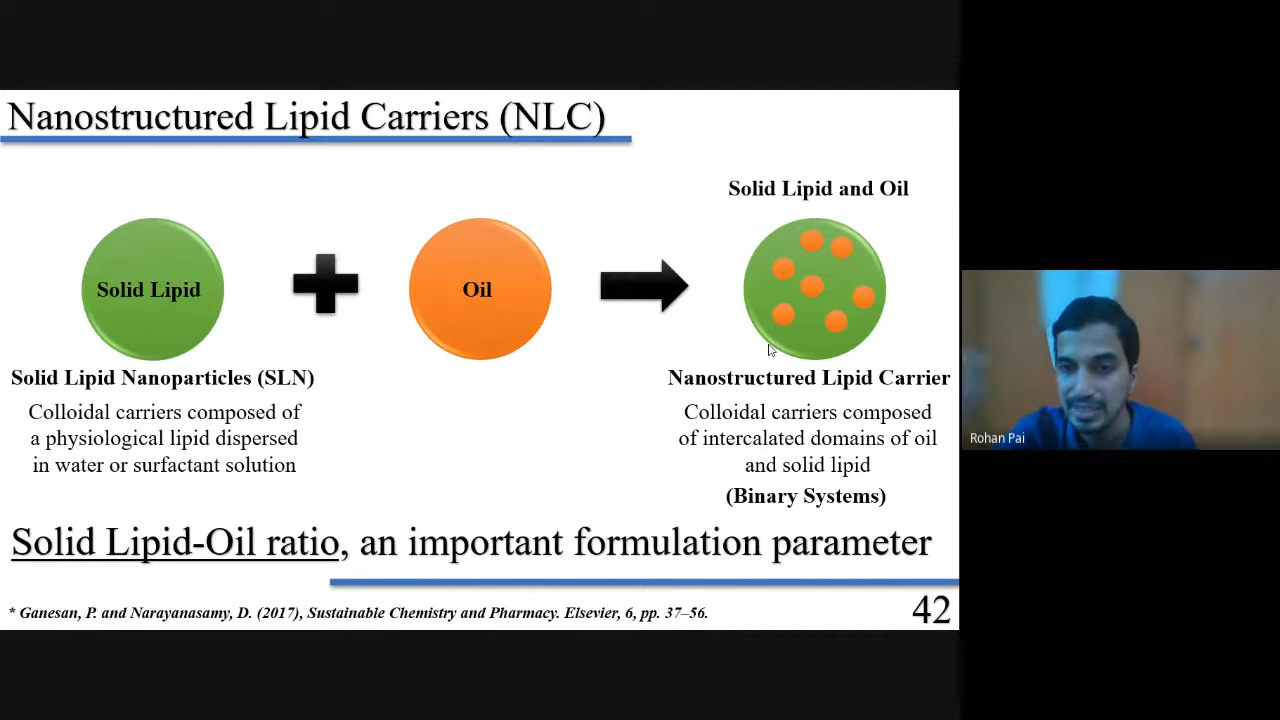 Nanostructured Lipid Carriers (NLC)
Solid Lipid and Oil
Solid Lipid
Oil
Solid Lipid Nanoparticles (SLN)
Colloidal carriers composed of
a physiological lipid dispersed
in water or surfactant solution
Nanostructured Lipid Carrier
Colloidal carriers composed
of intercalated domains of oil
and solid lipid
(Binary Systems)
Solid Lipid-Oil ratio, an important formulation parameter
* Ganesan, P. and Narayanasamy, D. (2017), Sustainable Chemistry and Pharmacy. Elsevier, 6, pp. 37–56.
42
Rohan Pai